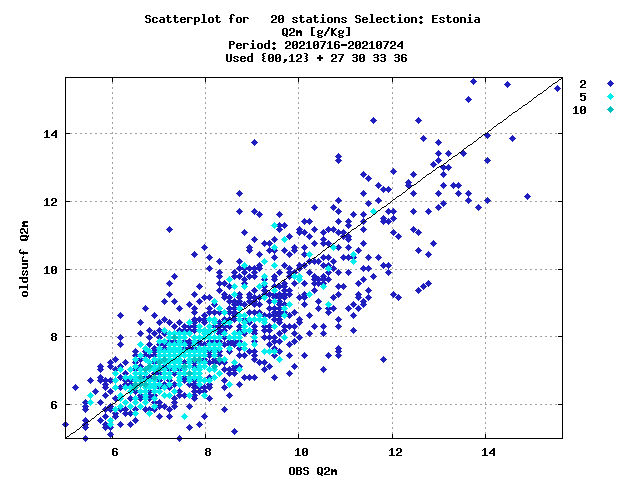 Scatterplot for 20 stations Selection: Estonia
Q2m [g/Kg]
Period: 20210716-20210724
Used {00,12} + 27 30 33 36
2
5
10
14
12
10
8
6
oldsurf Q2m
6 8 10 12 14
OBS Q2m